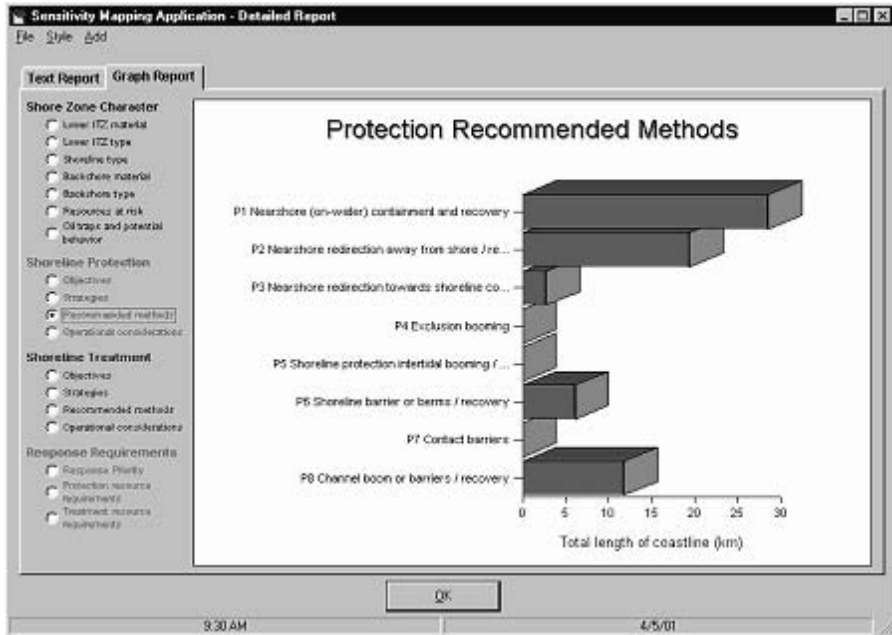 Sensitivity Mapping Application - Detailed Report
File Style Add
Text Report Graph Report
Shore Zone Character
Lower ITZ material
Lower ITZ type
Shoreline type
Backshore material
Backshore type
Resources at risk
Oil traps and potential
behavior
Shoreline Protection
Objectives
Strategies
Recommended methods
Operational considerations
Shoreline Treatment
Objectives
Strategies
Recommended methods
Operational considerations
Response Requirements
Response Priority
Protection resource
requirements
Treatment resource
requirements
Protection Recommended Methods
P1 Nearshore (on-water) containment and recovery
P2 Nearshore redirection away from shore / re...
P3 Nearshore redirection towards shoreline co...
P4 Exclusion booming
P5 Shoreline protection intertidal booming / ...
P6 Shoreline barrier or berms / recovery
P7 Contact barriers
P8 Channel boom or barriers / recovery
0 5 10 15 20 25 30
Total length of coastline (km)
OK
9:30 AM 4/5/01